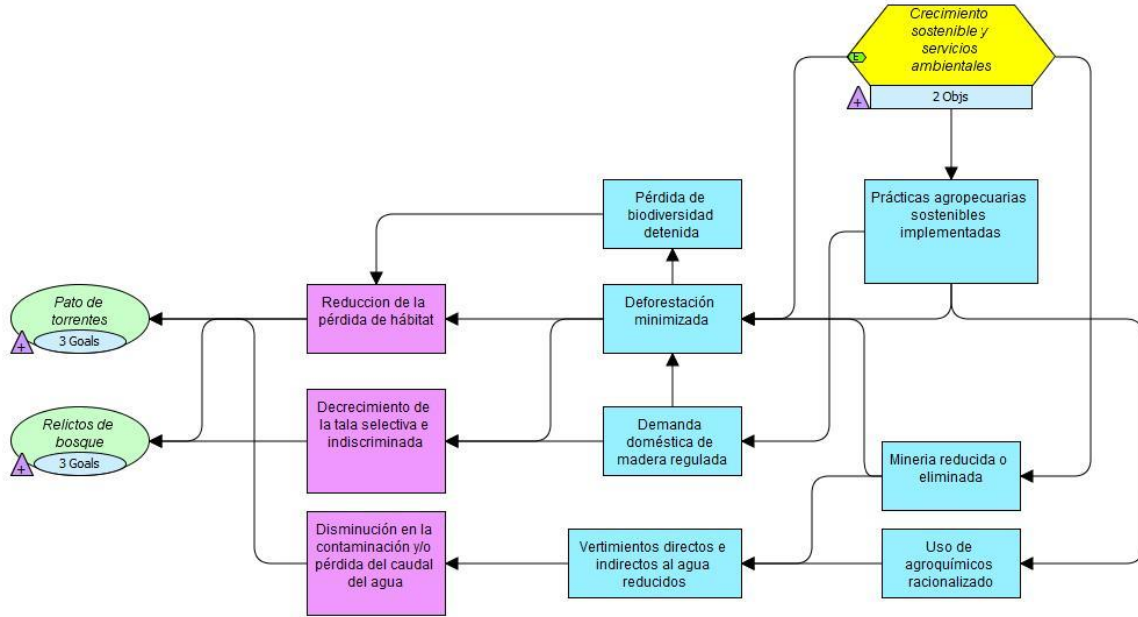 Crecimiento
sostenible y
servicios
ambientales
E
+
2 Objs
Pérdida de
biodiversidad
detenida
Prácticas agropecuarias
sostenibles
implementadas
Pato de
torrentes
+
3 Goals
Reduccion de la
pérdida de hábitat
Deforestación
minimizada
Relictos de
bosque
+
3 Goals
Decrecimiento de
la tala selectiva e
indiscriminada
Demanda
doméstica de
madera regulada
Mineria reducida o
eliminada
Disminución en la
contaminación y/o
pérdida del caudal
del agua
Vertimientos directos e
indirectos al agua
reducidos
Uso de
agroquímicos
racionalizado